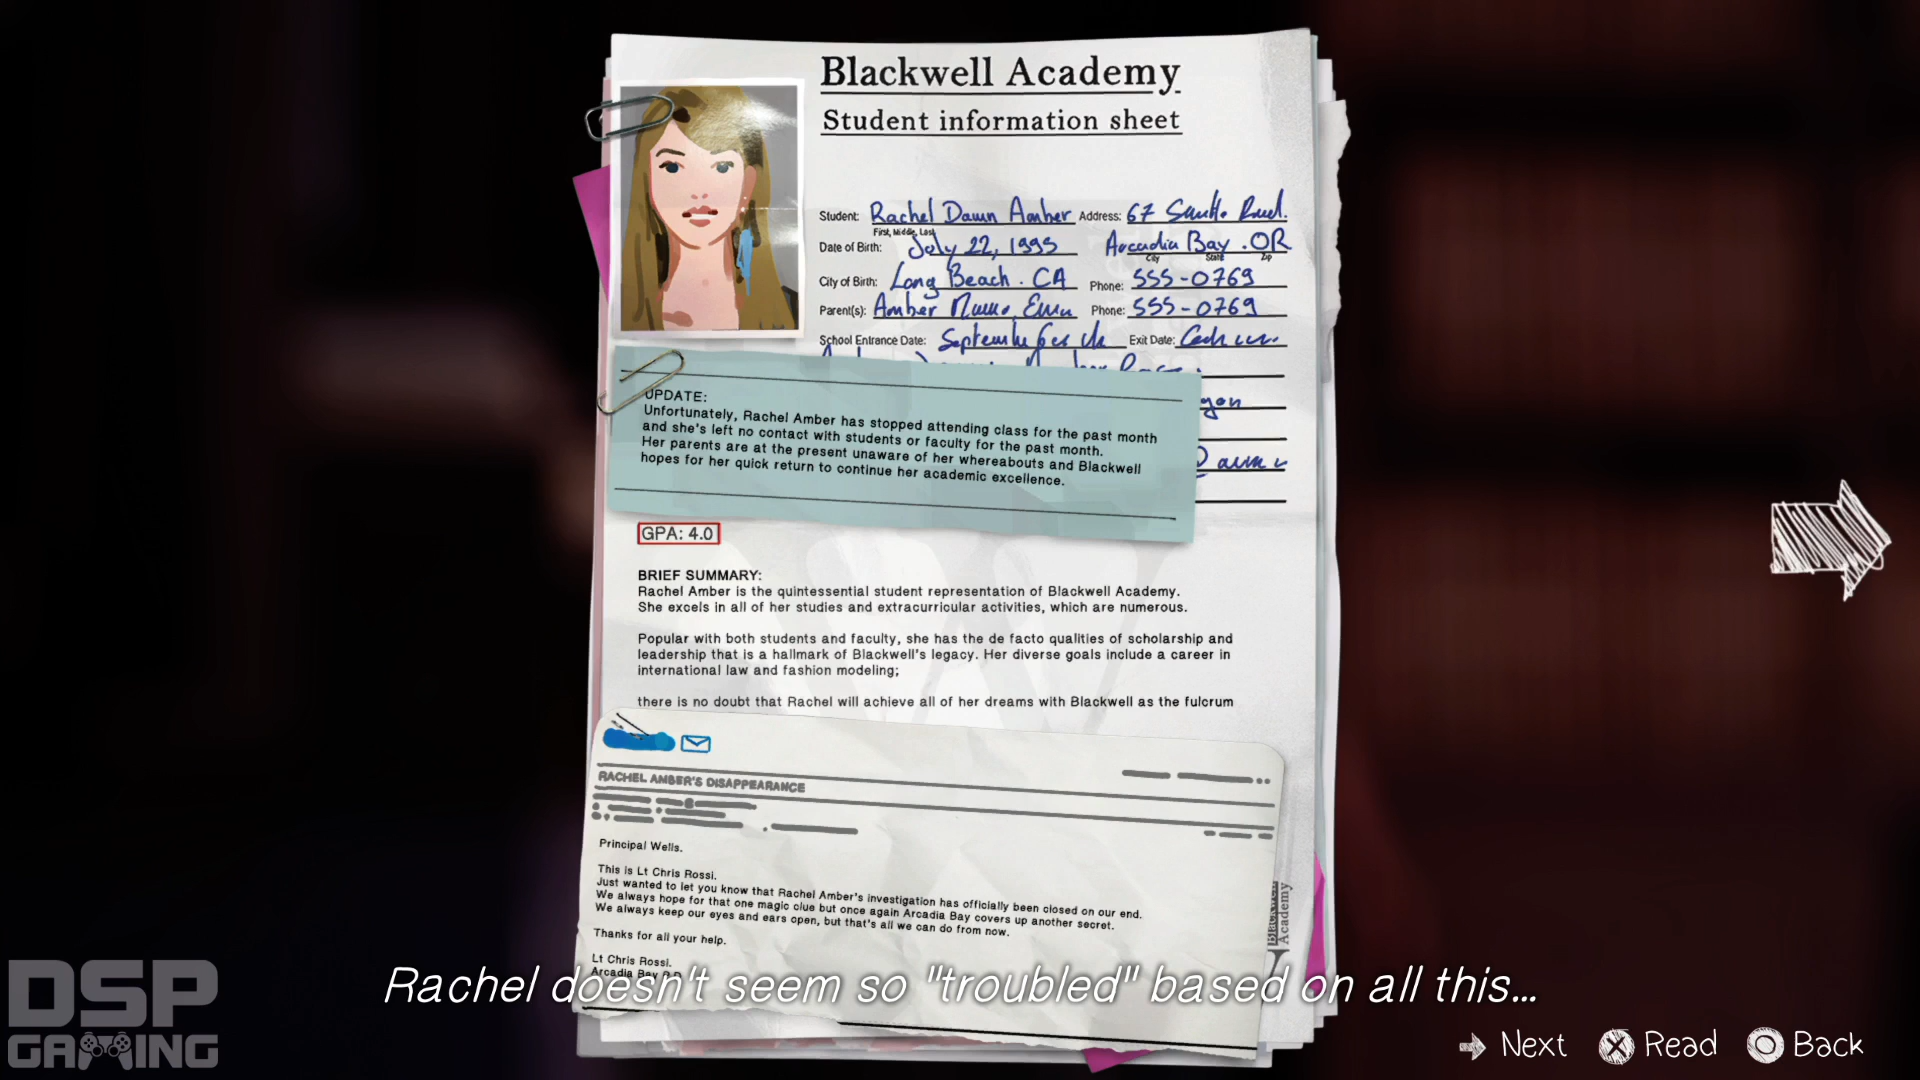 Blackwell Academy
Student information sheet
Student: Rachel Dawn Amber Address: 67
First, Middle, Last
Date of Birth: July 22, 1995 Arcadia Bay . OR
City State Zip
City of Birth: Long Beach . CA Phone: 555-0769
Parent(s): Amber Phone: 555-0769
School Entrance Date: Exit Date:
UPDATE:
Unfortunately, Rachel Amber has stopped attending class for the past month
and she's left no contact with students or faculty for the past month.
Her parents are at the present unaware of her whereabouts and Blackwell
hopes for her quick return to continue her academic excellence.
GPA: 4.0
BRIEF SUMMARY:
Rachel Amber is the quintessential student representation of Blackwell Academy.
She excels in all of her studies and extracurricular activities, which are numerous.
Popular with both students and faculty, she has the de facto qualities of scholarship and
leadership that is a hallmark of Blackwell's legacy. Her diverse goals include a career in
international law and fashion modeling;
there is no doubt that Rachel will achieve all of her dreams with Blackwell as the fulcrum
RACHEL AMBER'S DISAPPEARANCE
Principal Wells.
This is Lt Chris Rossi.
Just wanted to let you know that Rachel Amber's investigation has officially been closed on our end.
We always hope for that one magic clue but once again Arcadia Bay covers up another secret.
We always keep our eyes and ears open, but that's all we can do from now.
Thanks for all your help.
Lt Chris Rossi.
Arcadia Bay P.D.
Blackwell
Academy
Rachel doesn't seem so "troubled" based on all this...
DSP
GAMING
Next Read Back